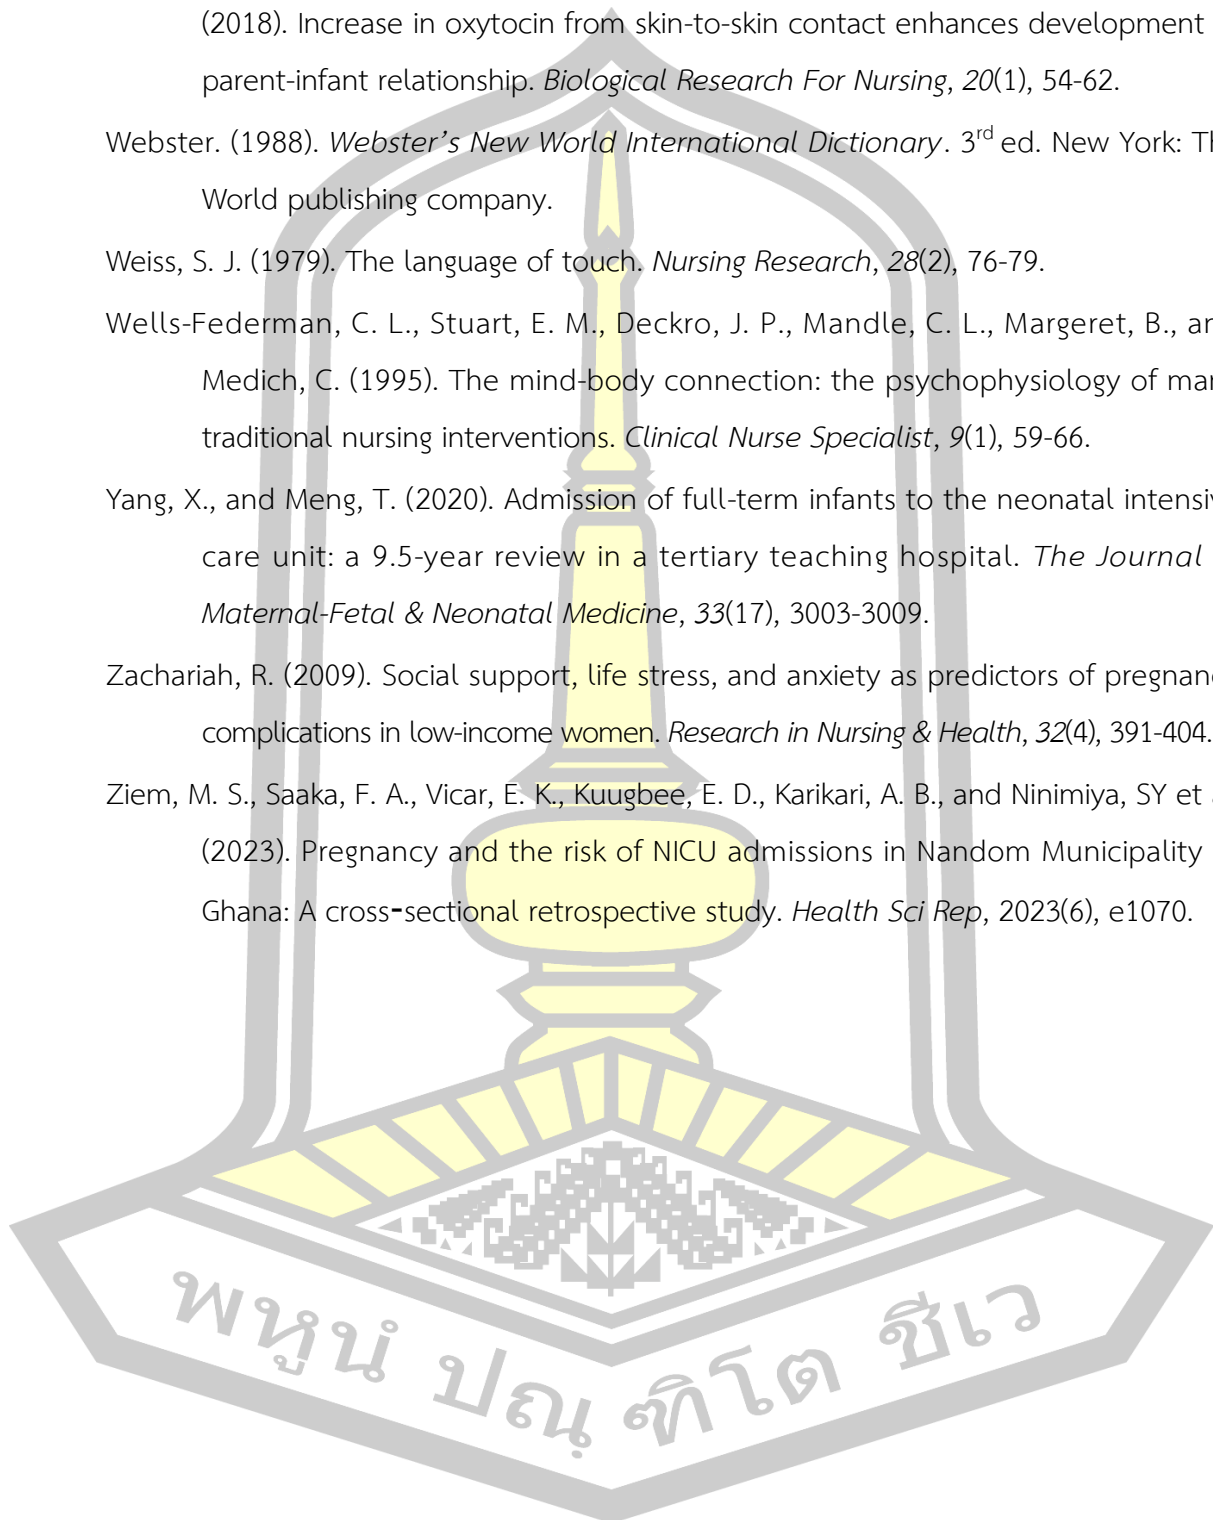 (2018). Increase in oxytocin from skin-to-skin contact enhances development
parent-infant relationship. Biological Research For Nursing, 20(1), 54-62.
Webster. (1988). Webster's New World International Dictionary. 3rd ed. New York: Th
World publishing company.
Weiss, S. J. (1979). The language of touch. Nursing Research, 28(2), 76-79.
Wells-Federman, C. L., Stuart, E. M., Deckro, J. P., Mandle, C. L., Margeret, B., an
Medich, C. (1995). The mind-body connection: the psychophysiology of man
traditional nursing interventions. Clinical Nurse Specialist, 9(1), 59-66.
Yang, X., and Meng, T. (2020). Admission of full-term infants to the neonatal intensiv
care unit: a 9.5-year review in a tertiary teaching hospital. The Journal
Maternal-Fetal & Neonatal Medicine, 33(17), 3003-3009.
Zachariah, R. (2009). Social support, life stress, and anxiety as predictors of pregnanc
complications in low-income women. Research in Nursing & Health, 32(4), 391-404.
Ziem, M. S., Saaka, F. A., Vicar, E. K., Kuugbee, E. D., Karikari, A. B., and Ninimiya, SY et
(2023). Pregnancy and the risk of NICU admissions in Nandom Municipality
Ghana: A cross-sectional retrospective study. Health Sci Rep, 2023(6), e1070.
พหูนํ ปณฺ ฑิโต ชีเว